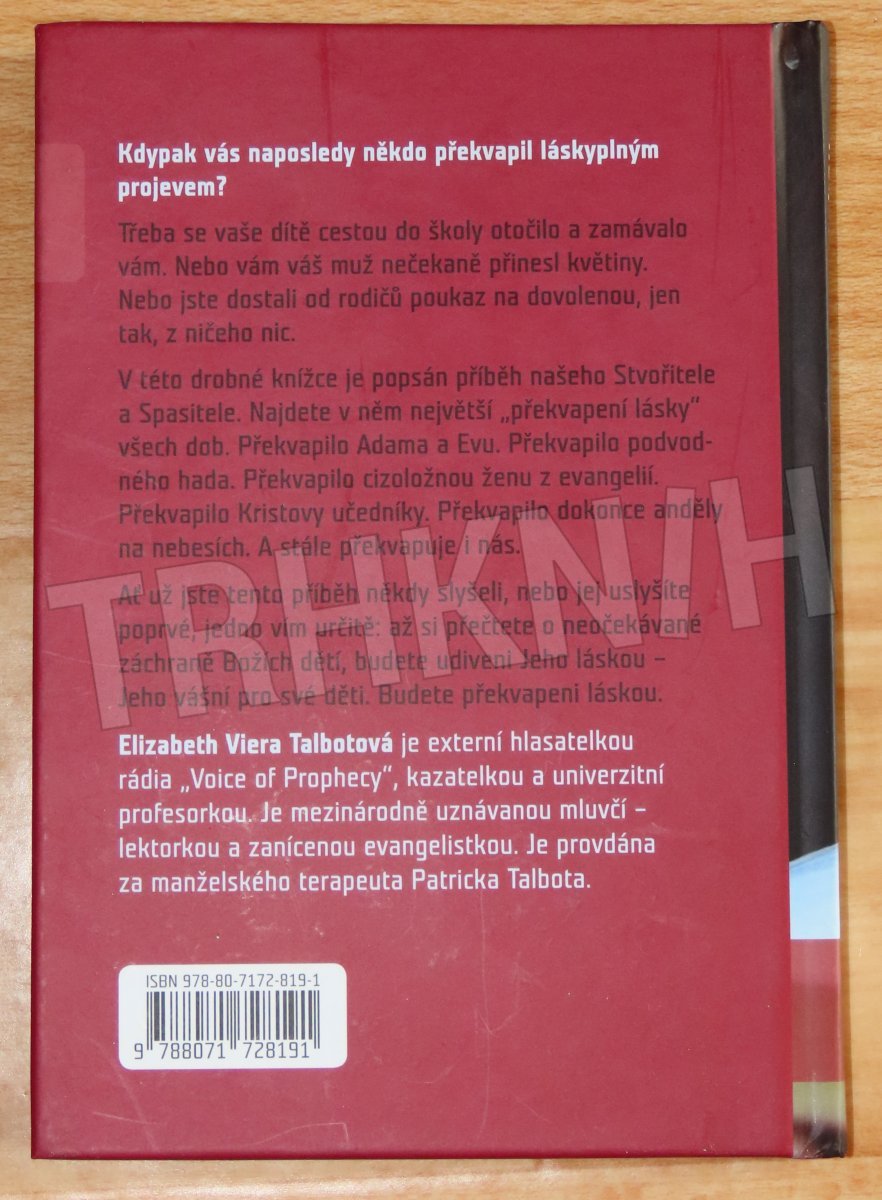 Kdypak vás naposledy někdo překvapil láskyplným
projevem?
Třeba se vaše dítě cestou do školy otočilo a zamávalo
vám. Nebo vám váš muž nečekaně přinesl květiny.
Nebo jste dostali od rodičů poukaz na dovolenou, jen
tak, z ničeho nic.
V této drobné knížce je popsán příběh našeho Stvořitele
a Spasitele. Najdete v něm největší „překvapení lásky“
všech dob. Překvapilo Adama a Evu. Překvapilo podvod-
ného hada. Překvapilo cizoložnou ženu z evangelií.
Překvapilo Kristovy učedníky. Překvapilo dokonce anděly
na nebesích. A stále překvapuje i nás.
Ať už jste tento příběh někdy slyšeli, nebo jej uslyšíte
poprvé, jedno vím určitě: až si přečtete o neočekávané
záchraně Božích dětí, budete udiveni Jeho láskou –
Jeho vášní pro své děti. Budete překvapeni láskou.
Elizabeth Viera Talbotová je externí hlasatelkou
rádia „Voice of Prophecy“, kazatelkou a univerzitní
profesorkou. Je mezinárodně uznávanou mluvčí –
lektorkou a zanícenou evangelistkou. Je provdána
za manželského terapeuta Patricka Talbota.
ISBN 978-80-7172-819-1
9 788071 728191
TRHKNIH